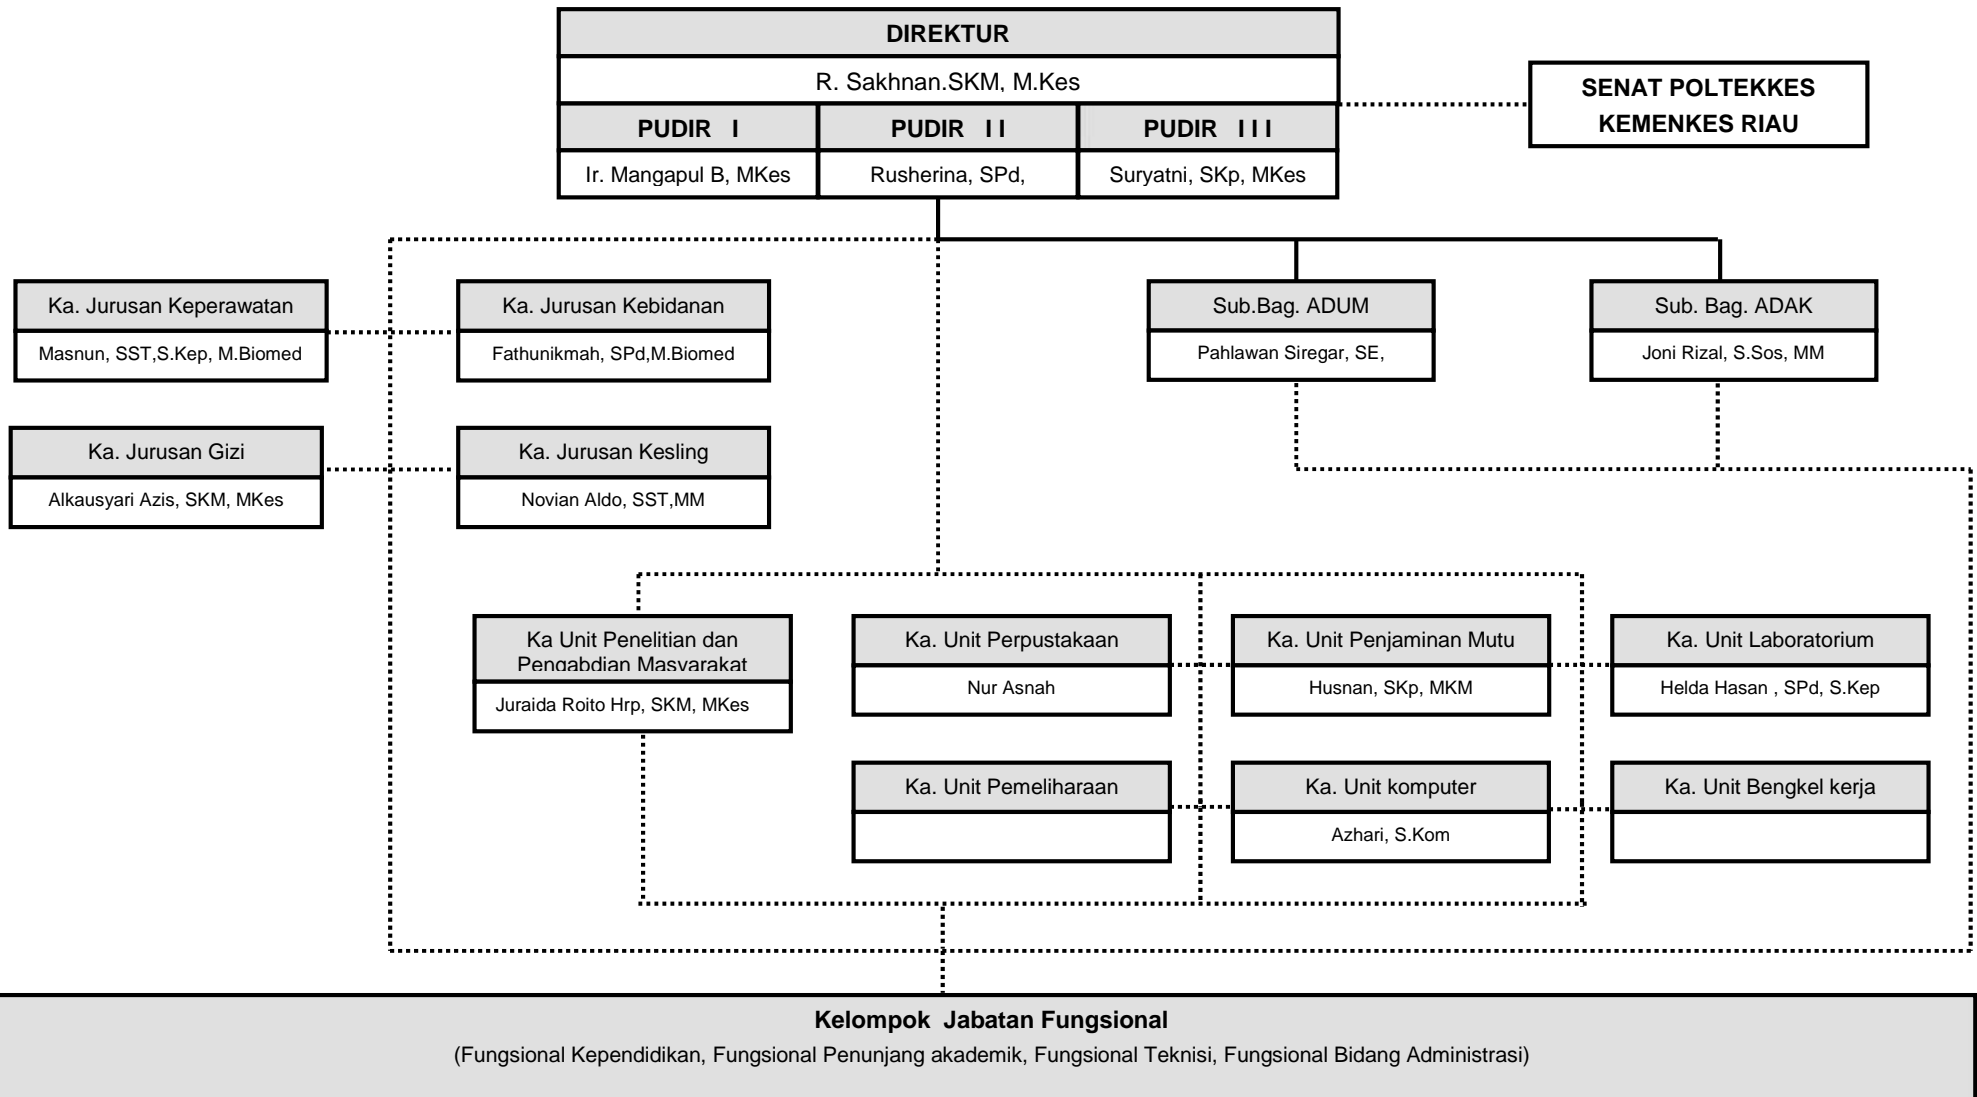 DIREKTUR
R. Sakhnan.SKM, M.Kes
PUDIR I
PUDIR II
PUDIR III
Ir. Mangapul B, MKes
Rusherina, SPd,
Suryatni, SKp, MKes
SENAT POLTEKKES
KEMENKES RIAU
Ka. Jurusan Keperawatan
Masnun, SST,S.Kep, M.Biomed
Ka. Jurusan Kebidanan
Fathunikmah, SPd,M.Biomed
Sub.Bag. ADUM
Pahlawan Siregar, SE,
Sub. Bag. ADAK
Joni Rizal, S.Sos, MM
Ka. Jurusan Gizi
Alkausyari Azis, SKM, MKes
Ka. Jurusan Kesling
Novian Aldo, SST,MM
Ka Unit Penelitian dan
Pengabdian Masyarakat
Juraida Roito Hrp, SKM, MKes
Ka. Unit Perpustakaan
Nur Asnah
Ka. Unit Penjaminan Mutu
Husnan, SKp, MKM
Ka. Unit Laboratorium
Helda Hasan , SPd, S.Kep
Ka. Unit Pemeliharaan
Ka. Unit komputer
Azhari, S.Kom
Ka. Unit Bengkel kerja
Kelompok Jabatan Fungsional
(Fungsional Kependidikan, Fungsional Penunjang akademik, Fungsional Teknisi, Fungsional Bidang Administrasi)